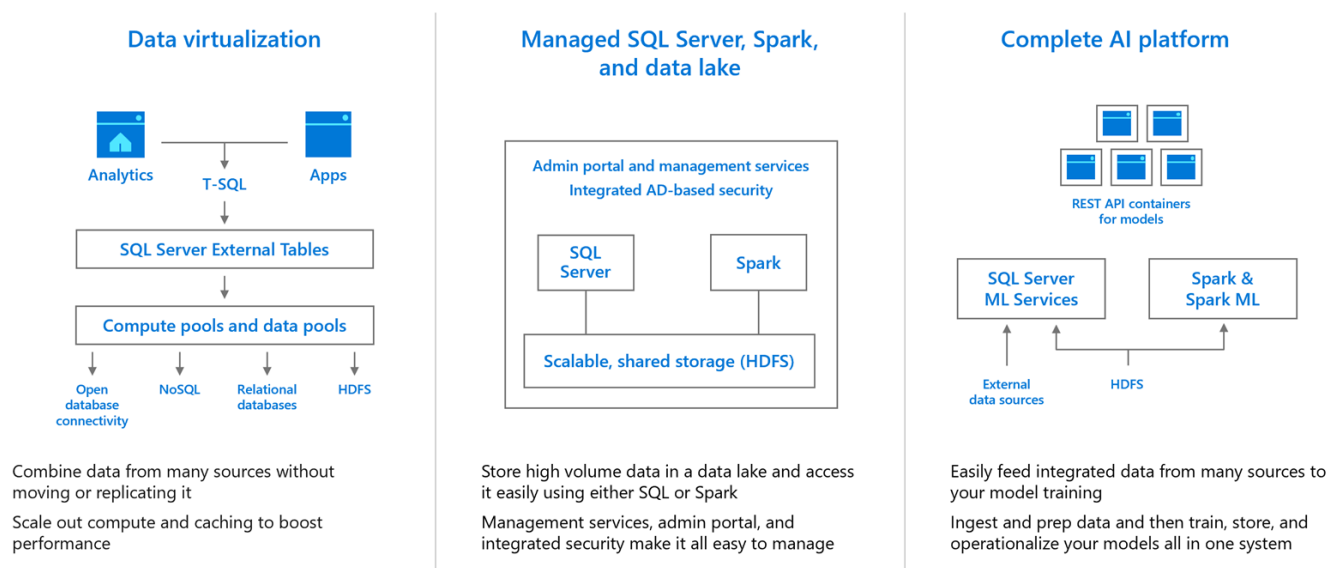 Data virtualization
Analytics
T-SQL
Apps
SQL Server External Tables
Compute pools and data pools
Open
database
connectivity
NoSQL
Relational
databases
HDFS
Combine data from many sources without
moving or replicating it
Scale out compute and caching to boost
performance
Managed SQL Server, Spark,
and data lake
Admin portal and management services
Integrated AD-based security
SQL
Server
Spark
Scalable, shared storage (HDFS)
Store high volume data in a data lake and access
it easily using either SQL or Spark
Management services, admin portal, and
integrated security make it all easy to manage
Complete AI platform
REST API containers
for models
SQL Server
ML Services
Spark &
Spark ML
External
data sources
HDFS
Easily feed integrated data from many sources to
your model training
Ingest and prep data and then train, store, and
operationalize your models all in one system